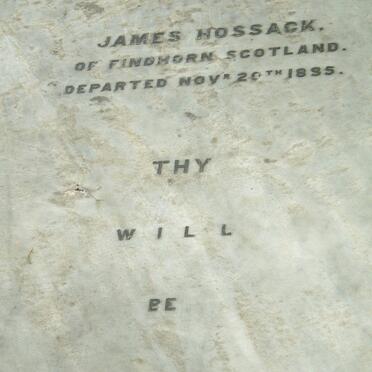 JAMES HOSSACK.
OF FINDHORN SCOTLAND.
DEPARTED NOVR 20TH 1895.
THY
WILL
BE